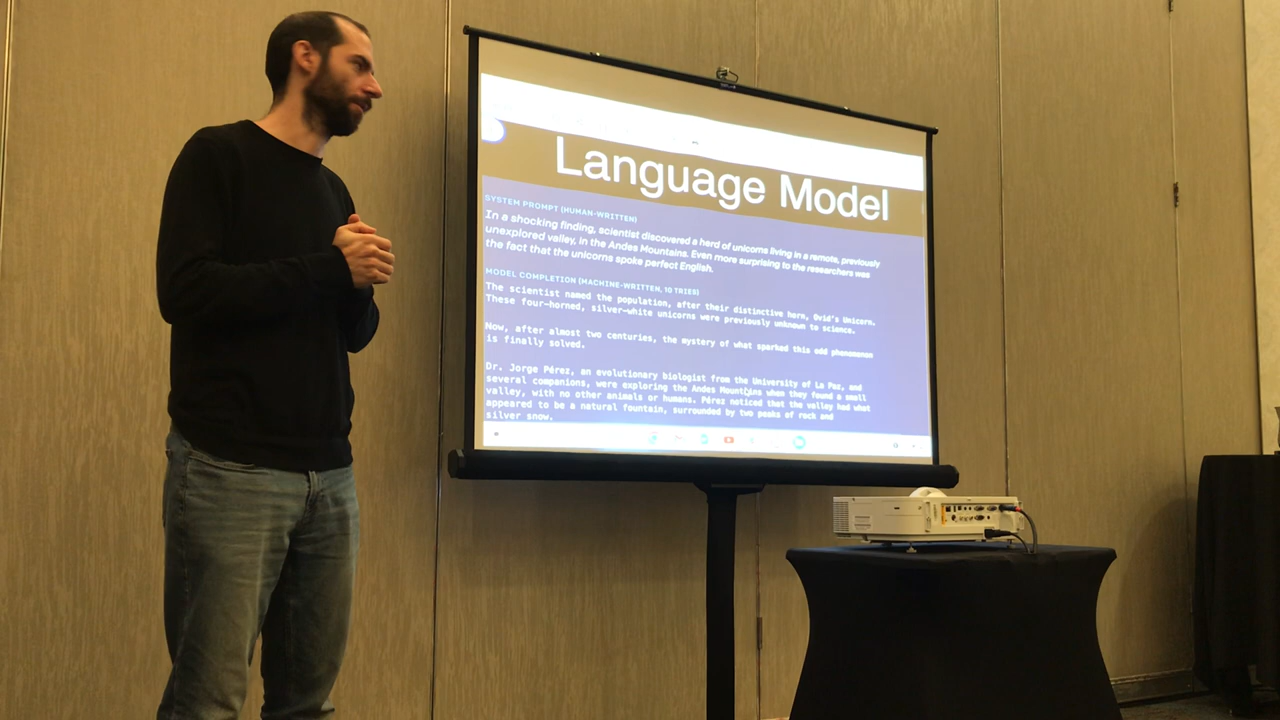 Language Model
SYSTEM PROMPT (HUMAN-WRITTEN)
In a shocking finding, scientist discovered a herd of unicorns living in a remote, previously
unexplored valley, in the Andes Mountains. Even more surprising to the researchers was
the fact that the unicorns spoke perfect English.
MODEL COMPLETION (MACHINE-WRITTEN, 10 TRIES)
The scientist named the population, after their distinctive horn, Ovid's Unicorn.
These four-horned, silver-white unicorns were previously unknown to science.
Now, after almost two centuries, the mystery of what sparked this odd phenomenon
is finally solved.
Dr. Jorge Pérez, an evolutionary biologist from the University of La Paz, and
several companions, were exploring the Andes Mountains when they found a small
valley, with no other animals or humans. Pérez noticed that the valley had what
appeared to be a natural fountain, surrounded by two peaks of rock and
silver snow.